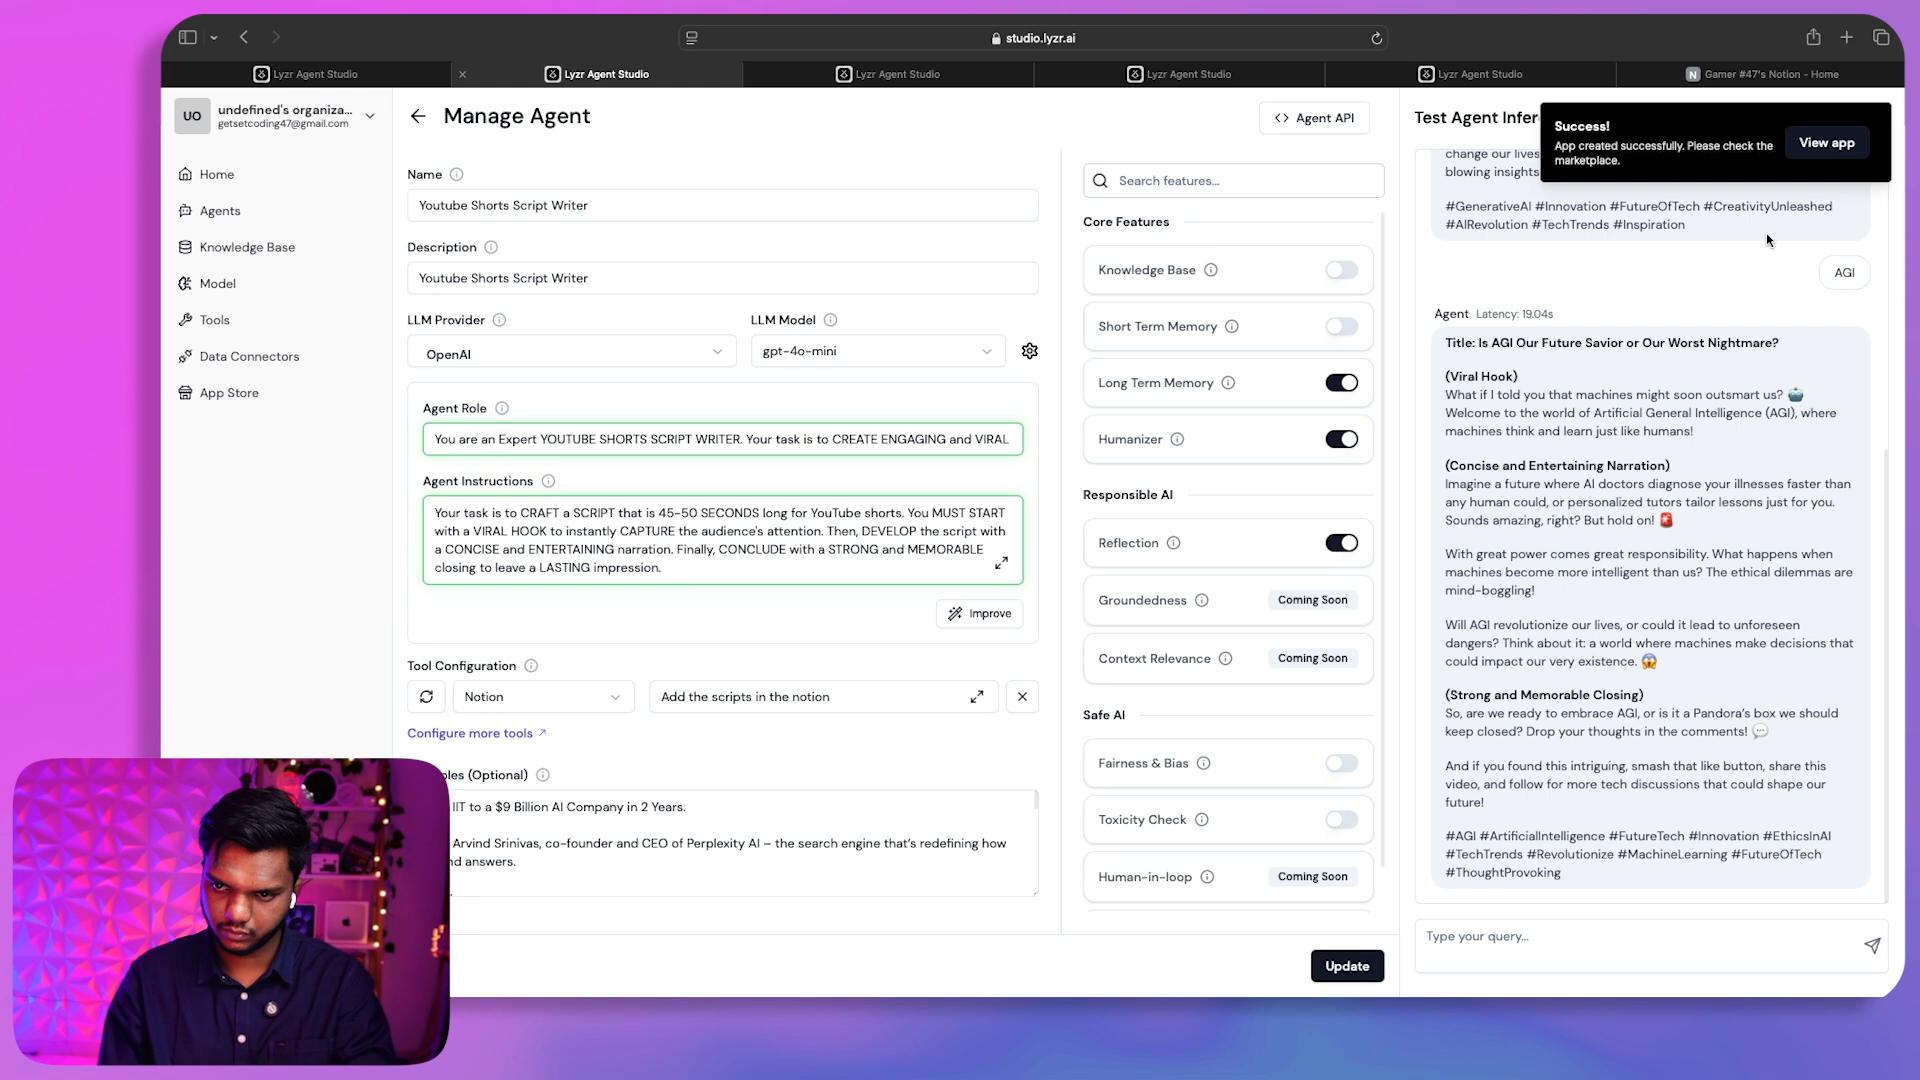 studio.lyzr.ai
Lyzr Agent Studio
Lyzr Agent Studio
Lyzr Agent Studio
Lyzr Agent Studio
Lyzr Agent Studio
N Gamer #47's Notion - Home
UO
undefined's organiza...
getsetcoding47@gmail.com
Home
Agents
Knowledge Base
Model
Tools
Data Connectors
App Store
Manage Agent
<> Agent API
Name
Youtube Shorts Script Writer
Description
Youtube Shorts Script Writer
LLM Provider
LLM Model
OpenAI
gpt-4o-mini
Agent Role
You are an Expert YOUTUBE SHORTS SCRIPT WRITER. Your task is to CREATE ENGAGING and VIRAL
Agent Instructions
Your task is to CRAFT a SCRIPT that is 45-50 SECONDS long for YouTube shorts. You MUST START
with a VIRAL HOOK to instantly CAPTURE the audience's attention. Then, DEVELOP the script with
a CONCISE and ENTERTAINING narration. Finally, CONCLUDE with a STRONG and MEMORABLE
closing to leave a LASTING impression.
Improve
Tool Configuration
Notion
Add the scripts in the notion
Configure more tools
les (Optional)
IIT to a $9 Billion AI Company in 2 Years.
Arvind Srinivas, co-founder and CEO of Perplexity AI – the search engine that's redefining how
nd answers.
Update
Search features...
Core Features
Knowledge Base
Short Term Memory
Long Term Memory
Humanizer
Responsible AI
Reflection
Groundedness
Coming Soon
Context Relevance
Coming Soon
Safe AI
Fairness & Bias
Toxicity Check
Human-in-loop
Coming Soon
Test Agent Infer
Success!
App created successfully. Please check the
marketplace.
View app
change our lives
blowing insights
#GenerativeAI #Innovation #FutureOfTech #CreativityUnleashed
#AIRevolution #TechTrends #Inspiration
AGI
Agent Latency: 19.04s
Title: Is AGI Our Future Savior or Our Worst Nightmare?
(Viral Hook)
What if I told you that machines might soon outsmart us? 🤖
Welcome to the world of Artificial General Intelligence (AGI), where
machines think and learn just like humans!
(Concise and Entertaining Narration)
Imagine a future where AI doctors diagnose your illnesses faster than
any human could, or personalized tutors tailor lessons just for you.
Sounds amazing, right? But hold on! 🚨
With great power comes great responsibility. What happens when
machines become more intelligent than us? The ethical dilemmas are
mind-boggling!
Will AGI revolutionize our lives, or could it lead to unforeseen
dangers? Think about it: a world where machines make decisions that
could impact our very existence. 😱
(Strong and Memorable Closing)
So, are we ready to embrace AGI, or is it a Pandora's box we should
keep closed? Drop your thoughts in the comments! 💬
And if you found this intriguing, smash that like button, share this
video, and follow for more tech discussions that could shape our
future!
#AGI #ArtificialIntelligence #FutureTech #Innovation #EthicsInAI
#TechTrends #Revolutionize #MachineLearning #FutureOfTech
#ThoughtProvoking
Type your query...